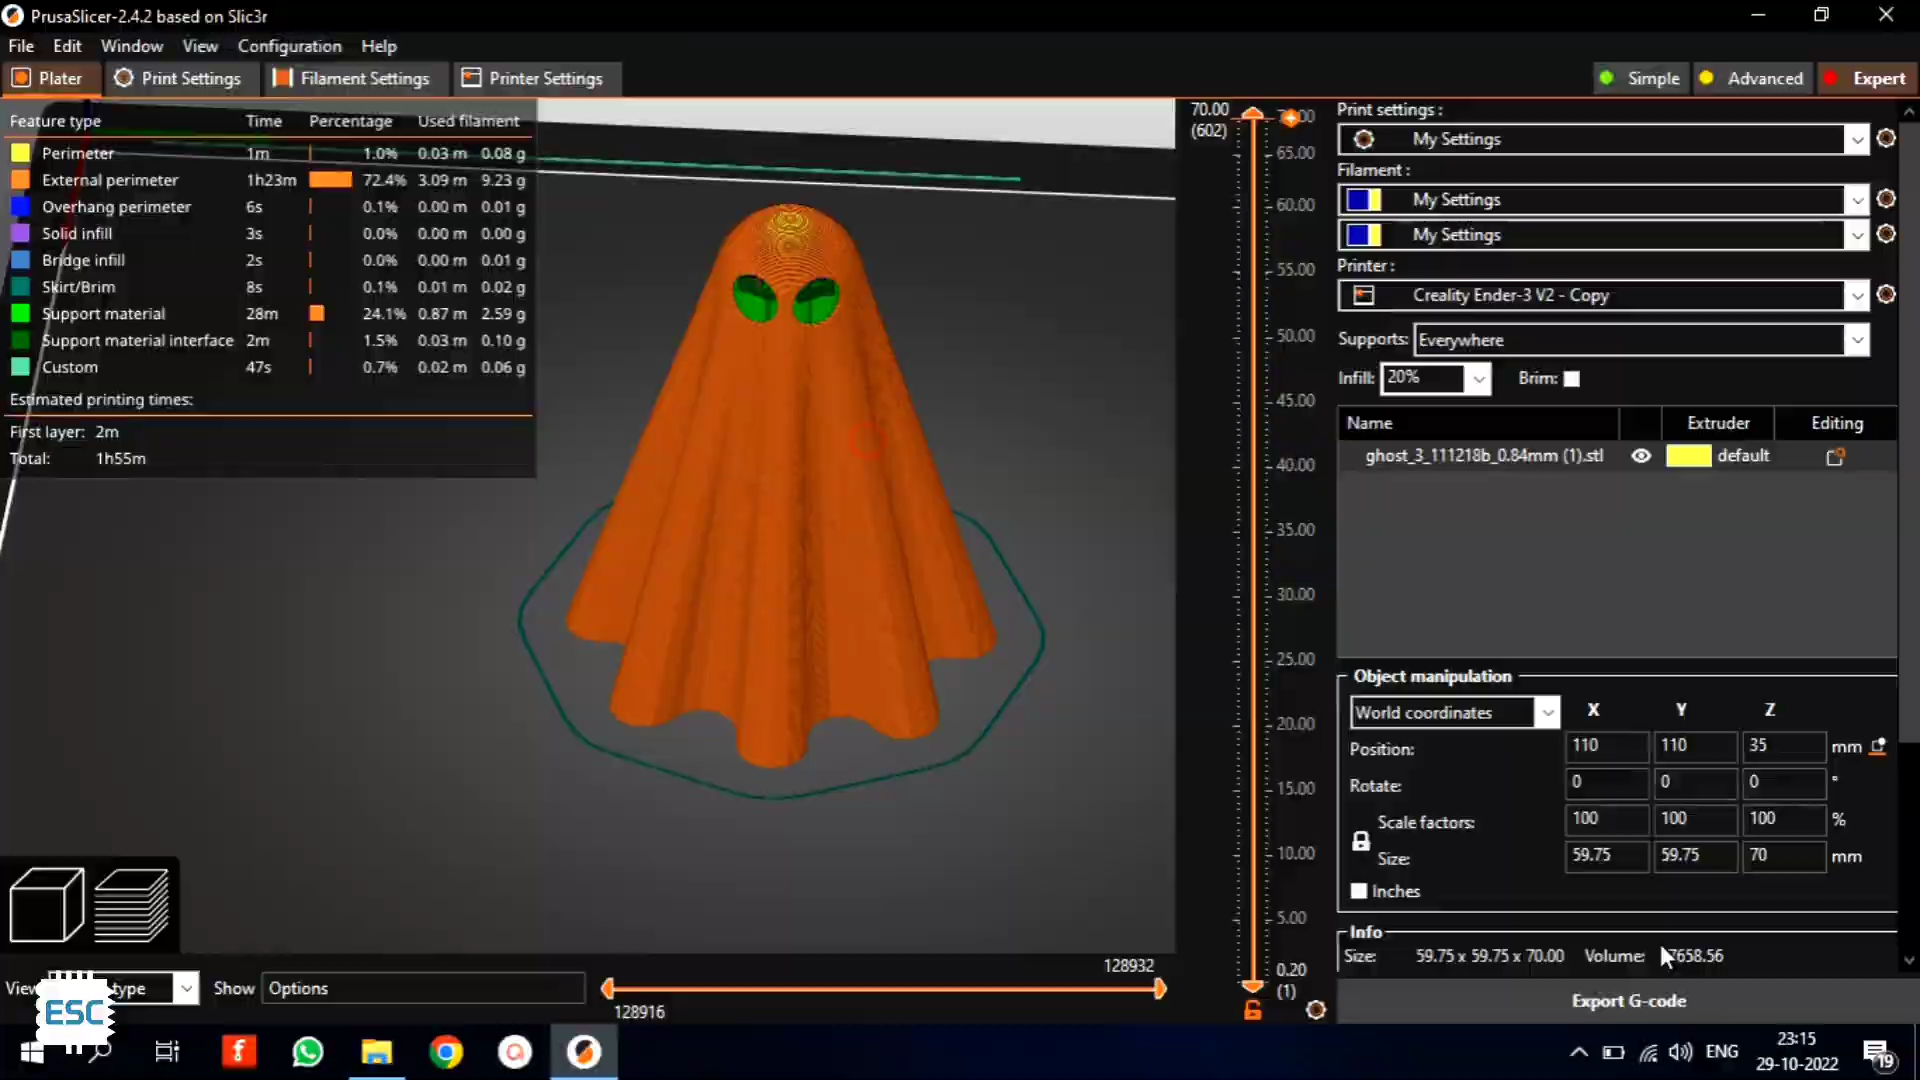 PrusaSlicer-2.4.2 based on Slic3r
File Edit Window View Configuration Help
Plater Print Settings Filament Settings Printer Settings Simple Advanced Expert
Feature type Time Percentage Used filament
Perimeter 1m 1.0% 0.03 m 0.08 g
External perimeter 1h23m 72.4% 3.09 m 9.23 g
Overhang perimeter 6s 0.1% 0.00 m 0.01 g
Solid infill 3s 0.0% 0.00 m 0.00 g
Bridge infill 2s 0.0% 0.00 m 0.01 g
Skirt/Brim 8s 0.1% 0.01 m 0.02 g
Support material 28m 24.1% 0.87 m 2.59 g
Support material interface 2m 1.5% 0.03 m 0.10 g
Custom 47s 0.7% 0.02 m 0.06 g
Estimated printing times:
First layer: 2m
Total: 1h55m
70.00
(602)
65.00
60.00
55.00
50.00
45.00
40.00
35.00
30.00
25.00
20.00
15.00
10.00
5.00
0.20
(1)
Print settings :
My Settings
Filament :
My Settings
My Settings
Printer :
Creality Ender-3 V2 - Copy
Supports: Everywhere
Infill: 20% Brim:
Name Extruder Editing
ghost_3_111218b_0.84mm (1).stl default
Object manipulation
World coordinates X Y Z
Position: 110 110 35 mm
Rotate: 0 0 0 °
Scale factors: 100 100 100 %
Size: 59.75 59.75 70 mm
Inches
Info
Size: 59.75 x 59.75 x 70.00 Volume: 7658.56
Export G-code
128932
128916
type Show Options
ESC
ENG
23:15
29-10-2022
19